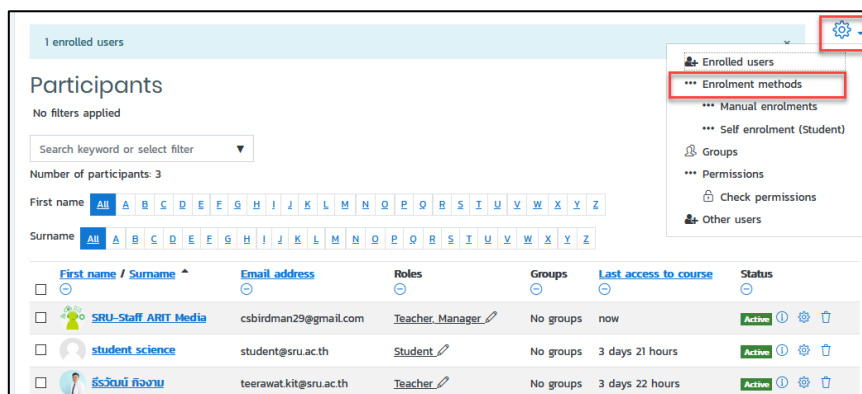 1 enrolled users
×
Enrolled users
Enrolment methods
Manual enrolments
Self enrolment (Student)
Groups
Permissions
Check permissions
Other users
Participants
No filters applied
Search keyword or select filter ▼
Number of participants: 3
First name All A B C D E F G H I J K L M N O P Q R S T U V W X Y Z
Surname All A B C D E F G H I J K L M N O P Q R S T U V W X Y Z
First name / Surname Email address Roles Groups Last access to course Status
SRU-Staff ARIT Media csbirdman29@gmail.com Teacher, Manager No groups now Active
student science student@sru.ac.th Student No groups 3 days 21 hours Active
ธีรวัฒน์ กิจงาม teerawat.kit@sru.ac.th Teacher No groups 3 days 22 hours Active